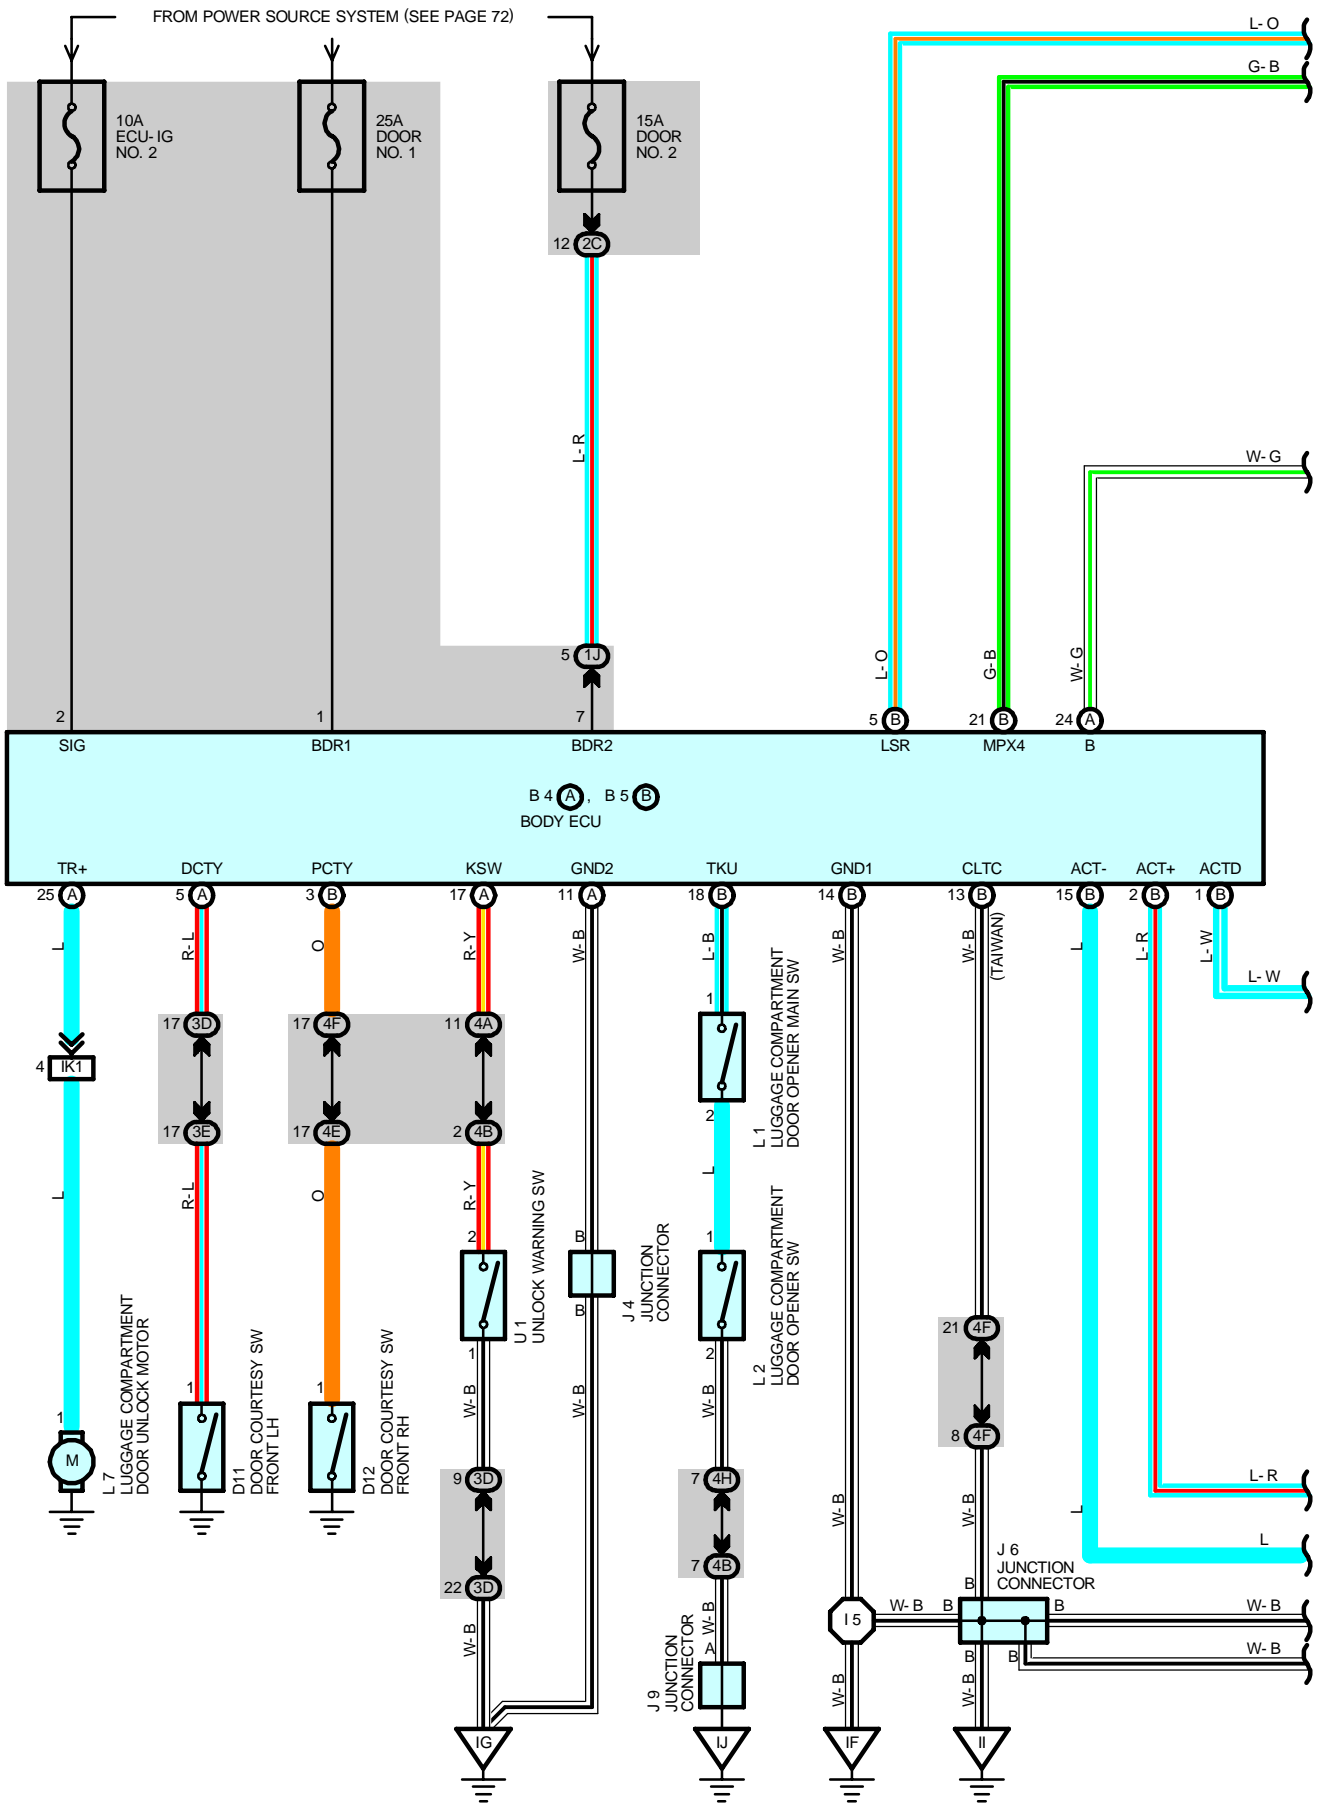 FROM POWER SOURCE SYSTEM (SEE PAGE 72)
L- O
G- B
10A
ECU- IG
NO. 2
25A
DOOR
NO. 1
15A
DOOR
NO. 2
12 2C
L- R
W- G
5 1J
L- O
G- B
W- G
2
1
7
5 B
21 B
24 A
SIG
BDR1
BDR2
LSR
MPX4
B
B 4 A , B 5 B
BODY ECU
TR+
DCTY
PCTY
KSW
GND2
TKU
GND1
CLTC
ACT-
ACT+
ACTD
25 A
5 A
3 B
17 A
11 A
18 B
14 B
13 B
15 B
2 B
1 B
L
R- L
O
R- Y
W- B
L- B
W- B
W- B
(TAIWAN)
L
L- R
L- W
L- W
1
L 1
LUGGAGE COMPARTMENT
DOOR OPENER MAIN SW
2
17 3D
17 4F
11 4A
4 IK1
17 3E
17 4E
2 4B
L
R- L
O
R- Y
L
2
U 1
UNLOCK WARNING SW
1
B
J 4
JUNCTION
CONNECTOR
B
1
L 2
LUGGAGE COMPARTMENT
DOOR OPENER SW
2
21 4F
8 4F
1
M
L 7
LUGGAGE COMPARTMENT
DOOR UNLOCK MOTOR
1
D11
DOOR COURTESY SW
FRONT LH
1
D12
DOOR COURTESY SW
FRONT RH
W- B
W- B
W- B
9 3D
22 3D
7 4H
7 4B
W- B
W- B
L
L- R
L
J 6
JUNCTION
CONNECTOR
B
I 5
W- B
B
B
W- B
B
B
W- B
W- B
W- B
A
J 9
JUNCTION
CONNECTOR
W- B
W- B
IG
IJ
IF
II